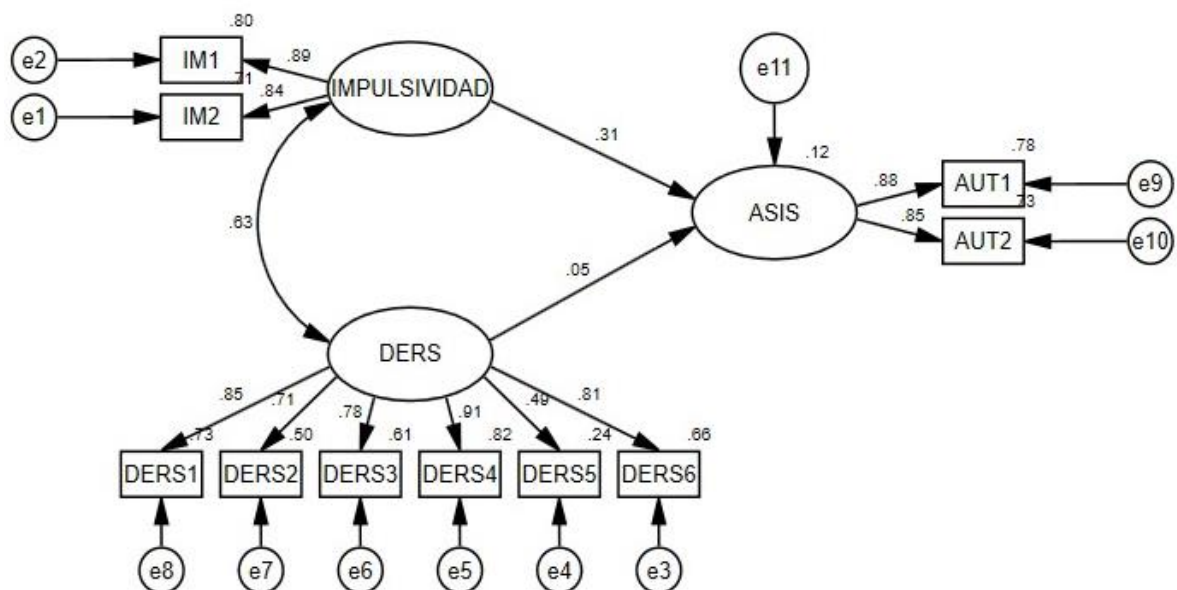 .80
e2
IM1
.89
IMPULSIVIDAD
e11
.71
.84
e1
IM2
.31
.12
.78
.88
AUT1
e9
ASIS
.73
.85
AUT2
e10
.63
.05
DERS
.85
.71
.78
.91
.49
.81
.73
.50
.61
.82
.24
.66
DERS1
DERS2
DERS3
DERS4
DERS5
DERS6
e8
e7
e6
e5
e4
e3